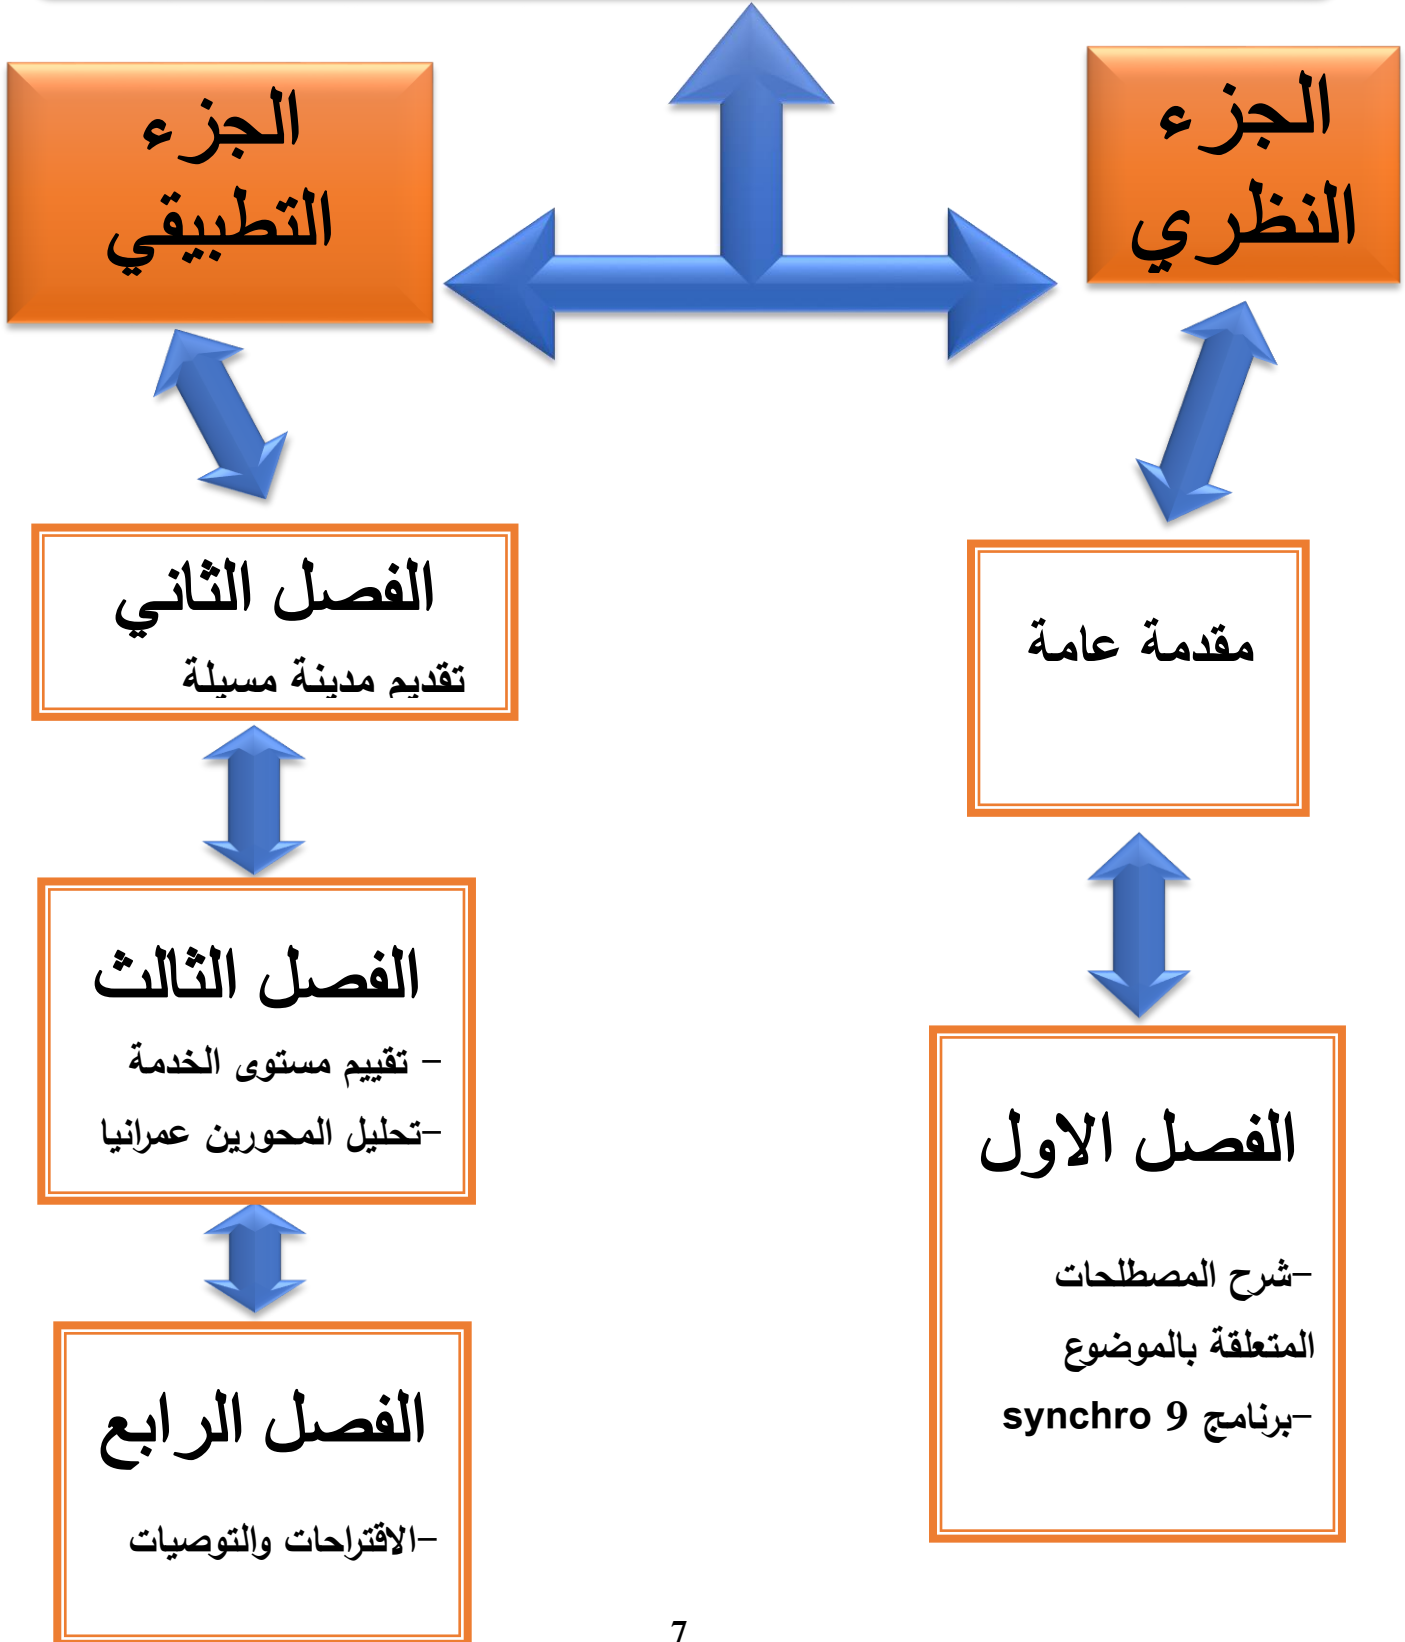 الجزء
النظري
الجزء
التطبيقي
مقدمة عامة
الفصل الاول
-شرح المصطلحات
المتعلقة بالموضوع
-برنامج synchro 9
الفصل الثاني
تقديم مدينة مسيلة
الفصل الثالث
- تقييم مستوى الخدمة
-تحليل المحورين عمرانيا
الفصل الرابع
-الاقتراحات والتوصيات
7